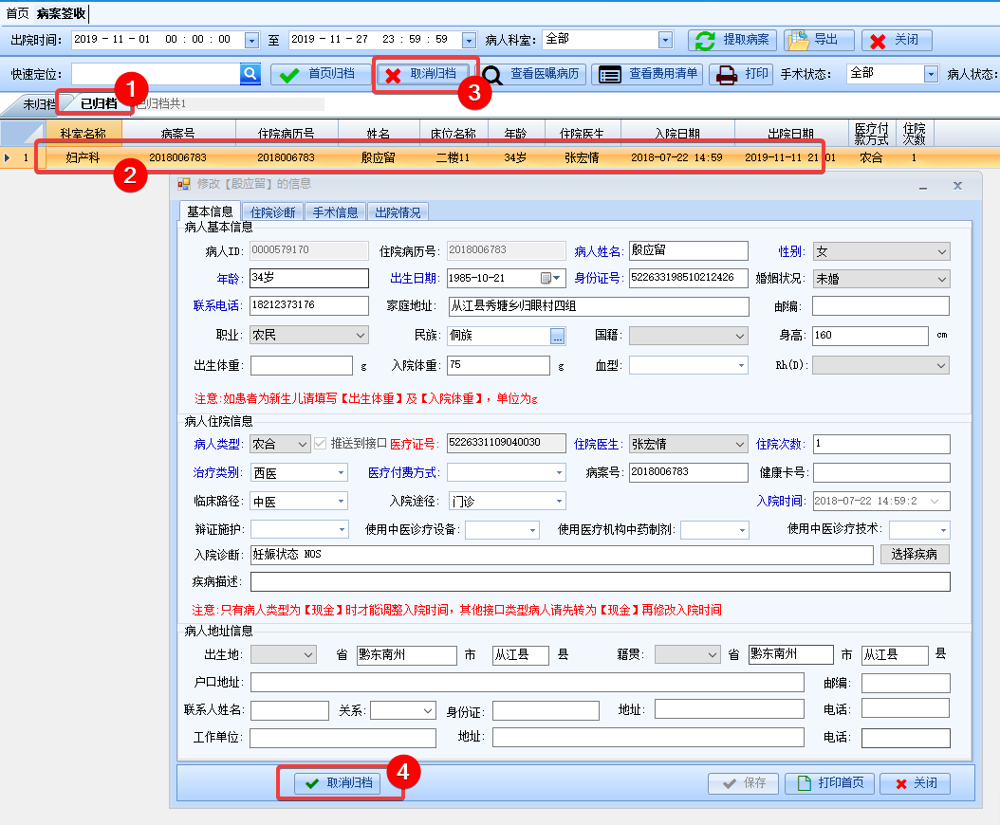 首页 病案签收
出院时间： 2019 - 11 - 01 00 : 00 : 00 至 2019 - 11 - 27 23 : 59 : 59 病人科室： 全部 提取病案 导出 关闭
快速定位： 首页归档 取消归档 查看医嘱病历 查看费用清单 打印 手术状态： 全部 病人状态：
1
3
未归档 已归档 已归档共1
科室名称 病案号 住院病历号 姓名 床位名称 年龄 住院医生 入院日期 出院日期 医疗付款方式 住院次数
1 妇产科 2018006783 2018006783 殷应留 二楼11 34岁 张宏情 2018-07-22 14:59 2019-11-11 21 01 农合 1
2
修改【殷应留】的信息
基本信息 住院诊断 手术信息 出院情况
病人基本信息
病人ID: 0000579170 住院病历号: 2018006783 病人姓名: 殷应留 性别: 女
年龄: 34岁 出生日期: 1985-10-21 身份证号: 522633198510212426 婚姻状况: 未婚
联系电话: 18212373176 家庭地址: 从江县秀塘乡归眼村四组 邮编:
职业: 农民 民族: 侗族 ... 国籍: 身高: 160 cm
出生体重: g 入院体重: 75 g 血型: Rh(D):
注意:如患者为新生儿请填写【出生体重】及【入院体重】，单位为g
病人住院信息
病人类型: 农合 推送到接口 医疗证号: 5226331109040030 住院医生: 张宏情 住院次数: 1
治疗类别: 西医 医疗付费方式: 病案号: 2018006783 健康卡号:
临床路径: 中医 入院途径: 门诊 入院时间: 2018-07-22 14:59:2
辩证施护: 使用中医诊疗设备: 使用医疗机构中药制剂: 使用中医诊疗技术:
入院诊断: 妊娠状态 NOS 选择疾病
疾病描述:
注意:只有病人类型为【现金】时才能调整入院时间，其他接口类型病人请先转为【现金】再修改入院时间
病人地址信息
出生地: 省 黔东南州 市 从江县 县 籍贯: 省 黔东南州 市 从江县 县
户口地址: 邮编:
联系人姓名: 关系: 身份证: 地址: 电话:
工作单位: 地址: 电话:
4
取消归档 保存 打印首页 关闭